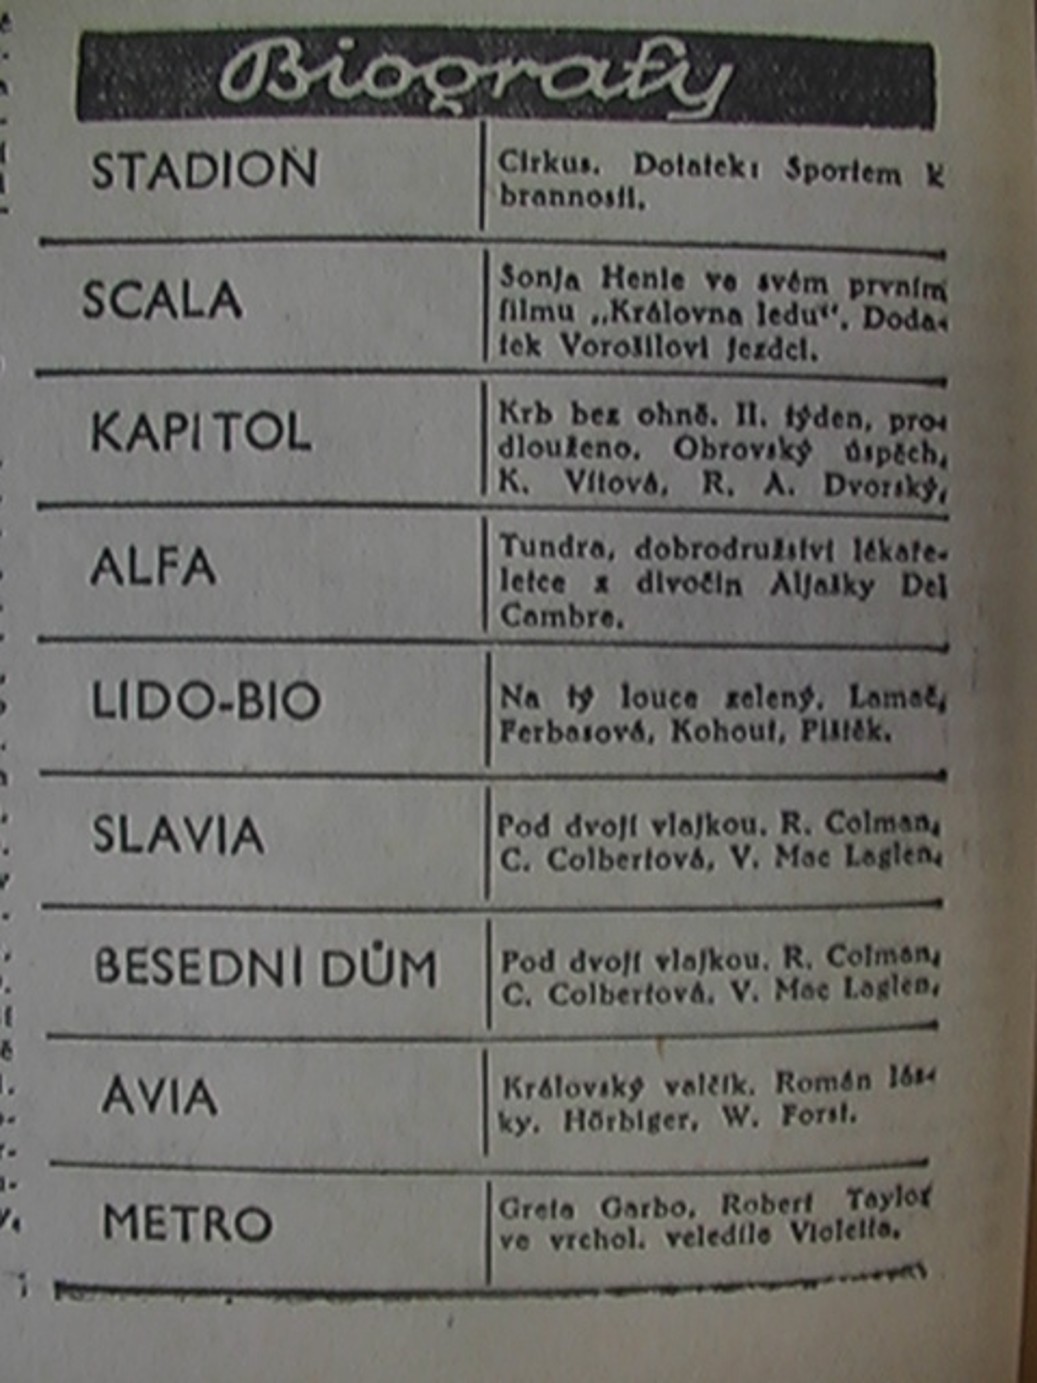 Biografy
STADION
Cirkus. Dotatek: Sportem k
brannosti.
SCALA
Sonja Henie ve svém prvním
filmu „Královna ledu“. Doda-
tek Vorošilovi jezdci.
KAPITOL
Krb bez ohně. II. týden, pro-
dlouženo. Obrovský úspěch.
K. Vítová, R. A. Dvorský.
ALFA
Tundra, dobrodružství lékaře-
letce z divočin Aljašky Del
Cambre.
LIDO-BIO
Na tý louce zelený. Lamač,
Ferbasová, Kohout, Pištěk.
SLAVIA
Pod dvojí vlajkou. R. Colman,
C. Colbertová, V. Mac Laglen.
BESEDNÍ DŮM
Pod dvojí vlajkou. R. Colman,
C. Colbertová. V. Mac Laglen.
AVIA
Královský valčík. Román lás-
ky. Hörbiger, W. Forst.
METRO
Greta Garbo, Robert Taylor
ve vrchol. veledíle Violetta.